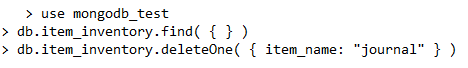 > use mongodb_test
> db.item_inventory.find( { } )
> db.item_inventory.deleteOne( { item_name: "journal" } )